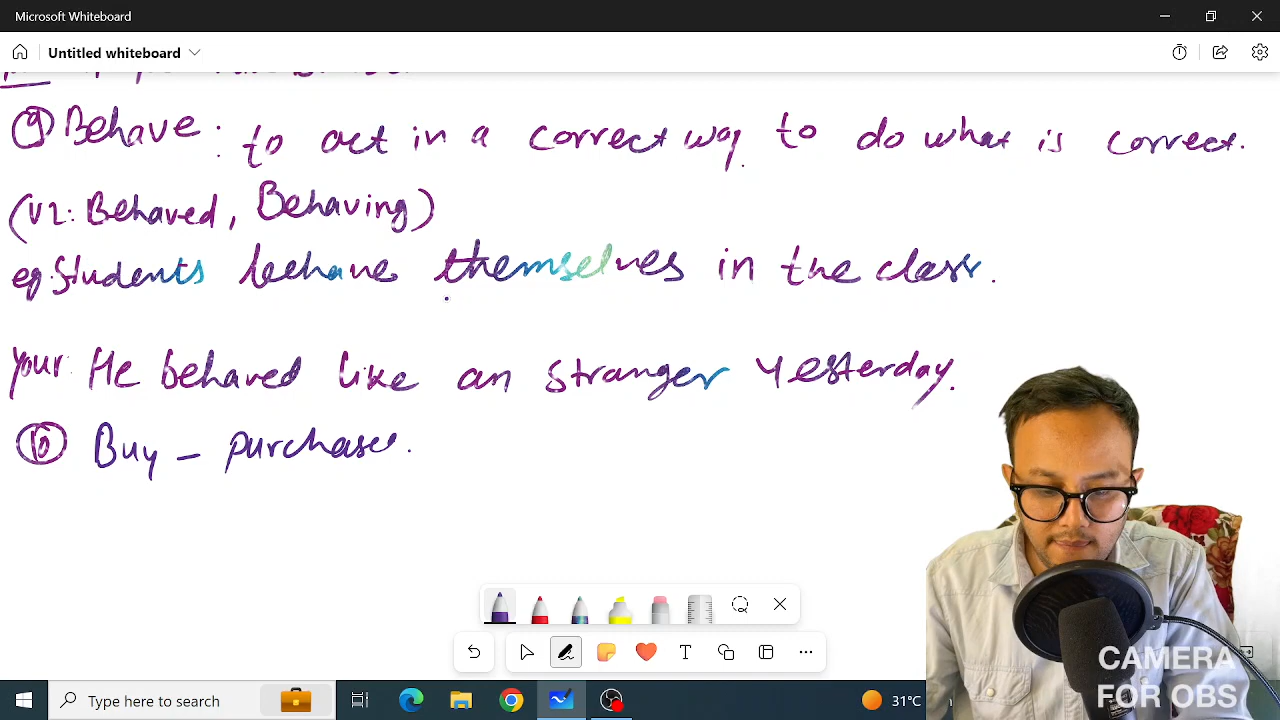 Microsoft Whiteboard
Untitled whiteboard
9 Behave: to act in a correct way. to do what is correct.
(V2: Behaved, Behaving)
eg. Students behave themselves in the class.
your: He behaved like an stranger yesterday.
10 Buy - purchase.
Type here to search
31°C
CAMERA
FOR OBS